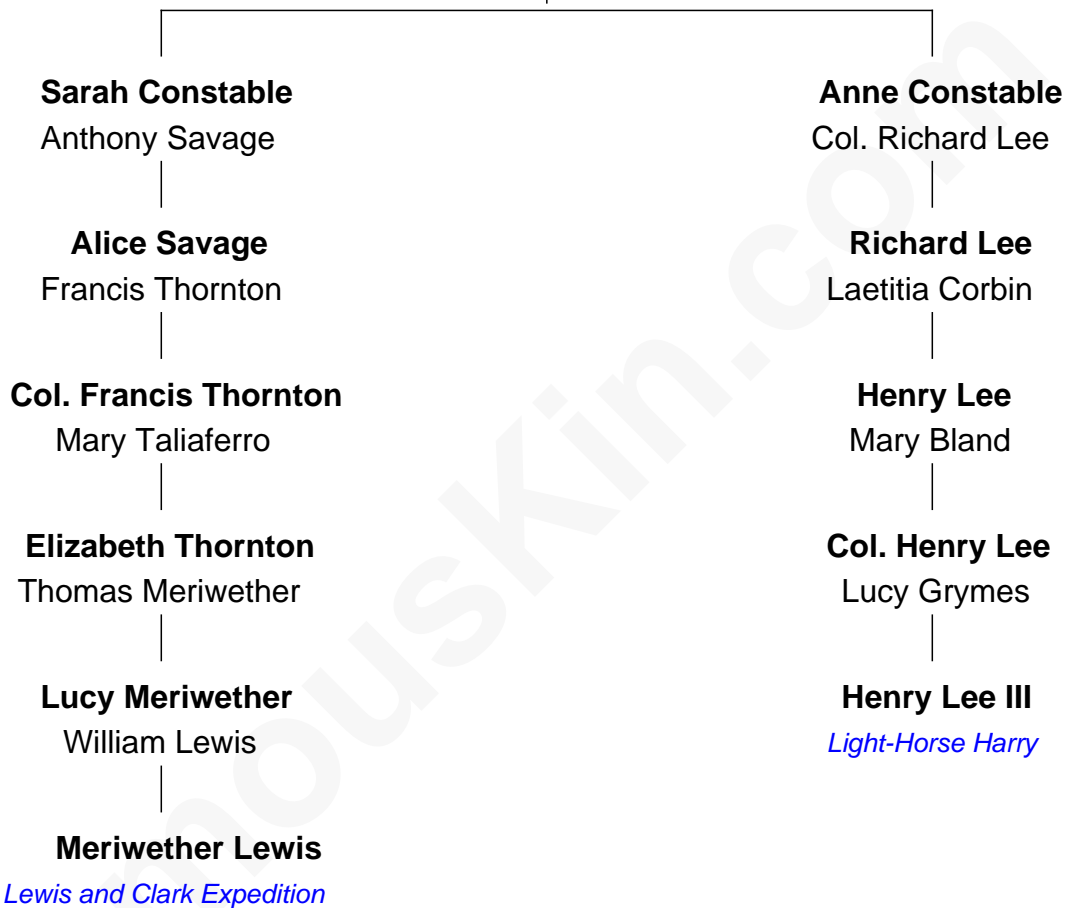 Sarah Constable
Anthony Savage
Alice Savage
Francis Thornton
Col. Francis Thornton
Mary Taliaferro
Elizabeth Thornton
Thomas Meriwether
Lucy Meriwether
William Lewis
Meriwether Lewis
Lewis and Clark Expedition
Anne Constable
Col. Richard Lee
Richard Lee
Laetitia Corbin
Henry Lee
Mary Bland
Col. Henry Lee
Lucy Grymes
Henry Lee III
Light-Horse Harry
mousKin.com